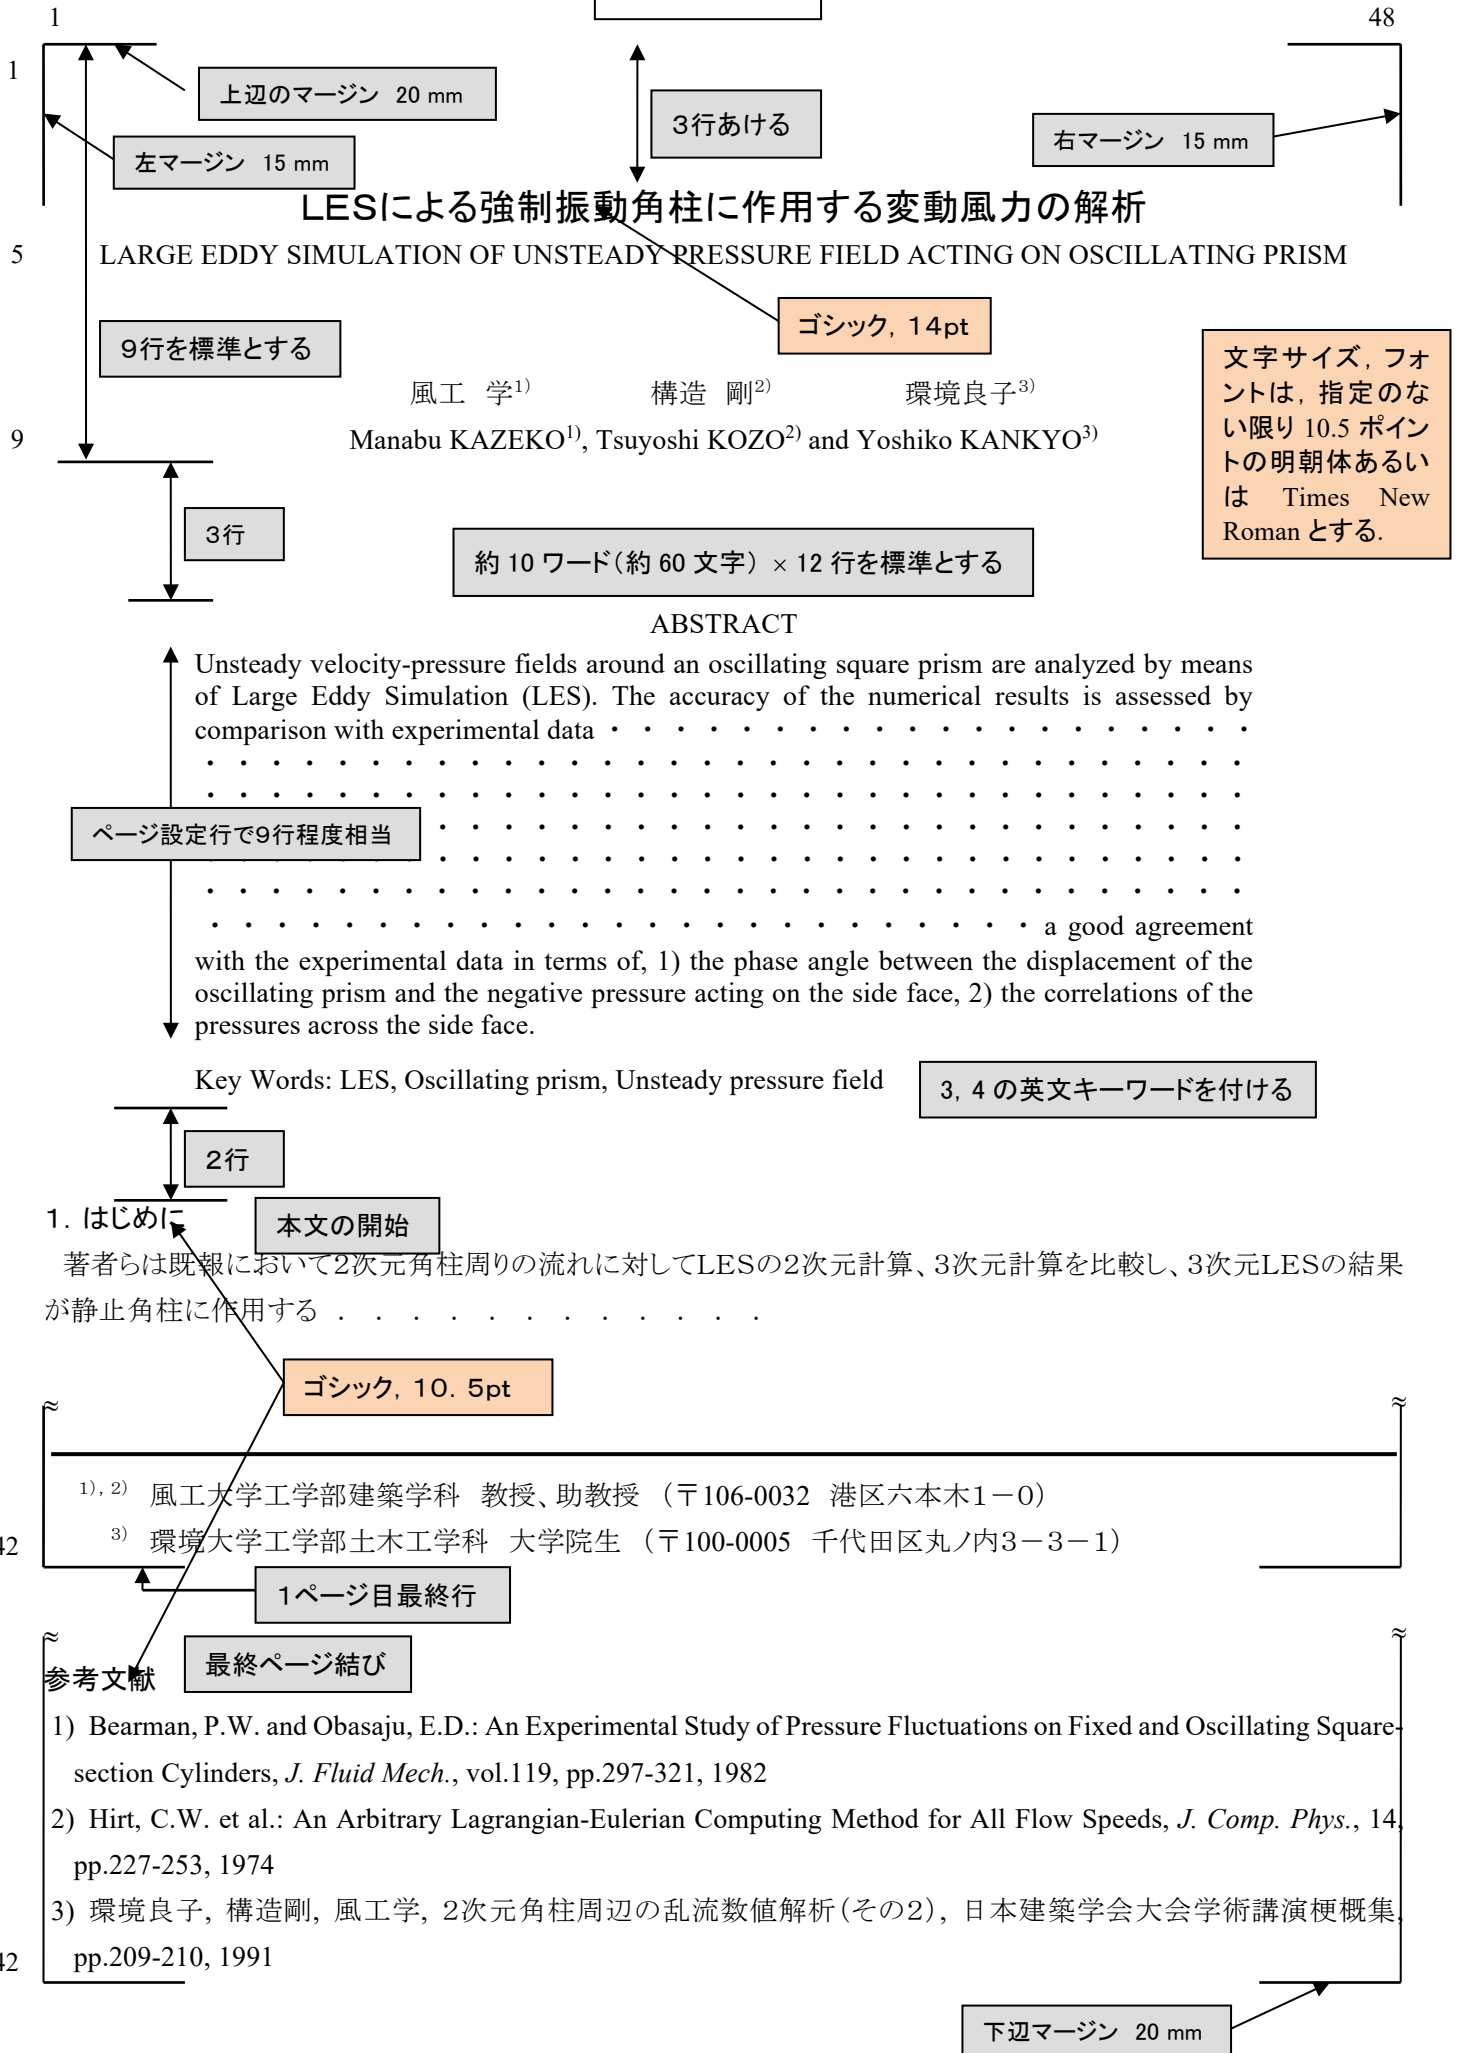 1
48
1
上辺のマージン 20 mm
3行あける
右マージン 15 mm
左マージン 15 mm
LESによる強制振動角柱に作用する変動風力の解析
5
LARGE EDDY SIMULATION OF UNSTEADY PRESSURE FIELD ACTING ON OSCILLATING PRISM
ゴシック, 14pt
9行を標準とする
文字サイズ, フォ
ントは, 指定のな
い限り 10.5 ポイン
トの明朝体あるい
は Times New
Roman とする.
風工 学1) 構造 剛2) 環境良子3)
9
Manabu KAZEKO1), Tsuyoshi KOZO2) and Yoshiko KANKYO3)
3行
約 10 ワード(約 60 文字) × 12 行を標準とする
ABSTRACT
Unsteady velocity-pressure fields around an oscillating square prism are analyzed by means
of Large Eddy Simulation (LES). The accuracy of the numerical results is assessed by
comparison with experimental data ・ ・ ・ ・ ・ ・ ・ ・ ・ ・ ・ ・ ・ ・ ・ ・ ・ ・ ・ ・
・ ・ ・ ・ ・ ・ ・ ・ ・ ・ ・ ・ ・ ・ ・ ・ ・ ・ ・ ・ ・ ・ ・ ・ ・ ・ ・ ・ ・ ・ ・ ・
・ ・ ・ ・ ・ ・ ・ ・ ・ ・ ・ ・ ・ ・ ・ ・ ・ ・ ・ ・ ・ ・ ・ ・ ・ ・ ・ ・ ・ ・ ・ ・
ページ設定行で9行程度相当 ・ ・ ・ ・ ・ ・ ・ ・ ・ ・ ・ ・ ・ ・ ・ ・ ・ ・ ・ ・ ・ ・ ・ ・ ・
・ ・ ・ ・ ・ ・ ・ ・ ・ ・ ・ ・ ・ ・ ・ ・ ・ ・ ・ ・ ・ ・ ・ ・ ・
・ ・ ・ ・ ・ ・ ・ ・ ・ ・ ・ ・ ・ ・ ・ ・ ・ ・ ・ ・ ・ ・ ・ ・ ・ ・ ・ ・ ・ ・ ・ ・
・ ・ ・ ・ ・ ・ ・ ・ ・ ・ ・ ・ ・ ・ ・ ・ ・ ・ ・ ・ ・ ・ ・ ・ ・ a good agreement
with the experimental data in terms of, 1) the phase angle between the displacement of the
oscillating prism and the negative pressure acting on the side face, 2) the correlations of the
pressures across the side face.
Key Words: LES, Oscillating prism, Unsteady pressure field
3, 4 の英文キーワードを付ける
2行
1. はじめに
本文の開始
著者らは既報において2次元角柱周りの流れに対してLESの2次元計算、3次元計算を比較し、3次元LESの結果
が静止角柱に作用する . . . . . . . . . . . .
ゴシック, 10. 5pt
≈
≈
1), 2) 風工大学工学部建築学科 教授、助教授 (〒106-0032 港区六本木1-0)
3) 環境大学工学部土木工学科 大学院生 (〒100-0005 千代田区丸ノ内3-3-1)
42
1ページ目最終行
≈
≈
最終ページ結び
参考文献
1) Bearman, P.W. and Obasaju, E.D.: An Experimental Study of Pressure Fluctuations on Fixed and Oscillating Square-
section Cylinders, J. Fluid Mech., vol.119, pp.297-321, 1982
2) Hirt, C.W. et al.: An Arbitrary Lagrangian-Eulerian Computing Method for All Flow Speeds, J. Comp. Phys., 14,
pp.227-253, 1974
3) 環境良子, 構造剛, 風工学, 2次元角柱周辺の乱流数値解析(その2), 日本建築学会大会学術講演梗概集,
pp.209-210, 1991
42
下辺マージン 20 mm